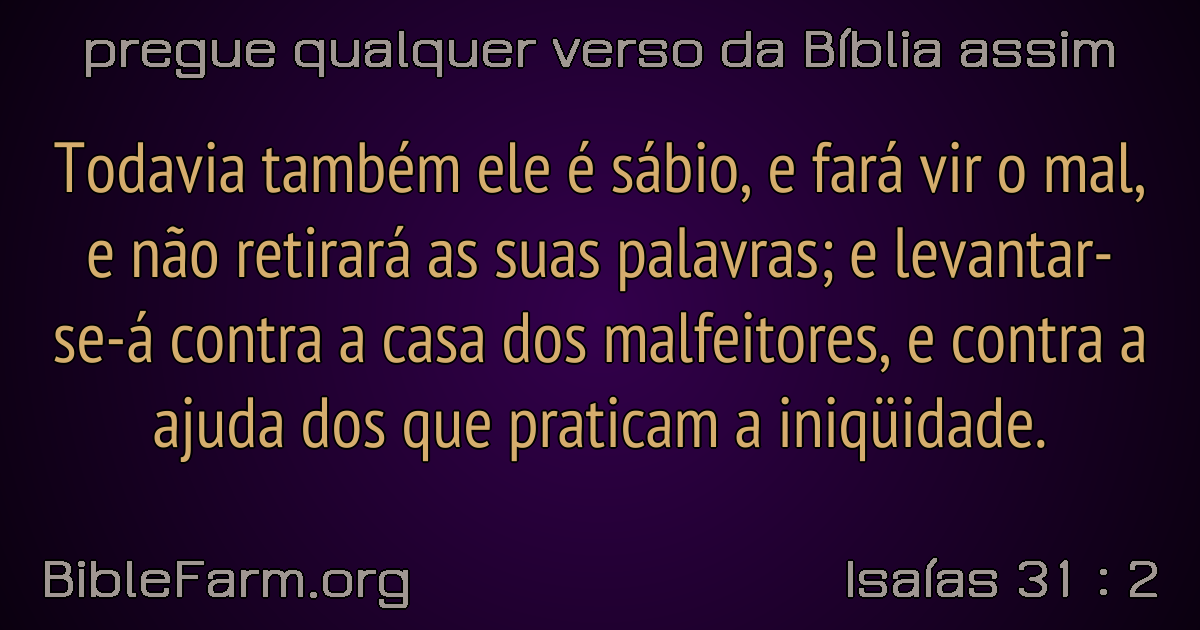 pregue qualquer verso da Bíblia assim
Todavia também ele é sábio, e fará vir o mal,
e não retirará as suas palavras; e levantar-
se-á contra a casa dos malfeitores, e contra a
ajuda dos que praticam a iniqüidade.
BibleFarm.org
Isaías 31 : 2